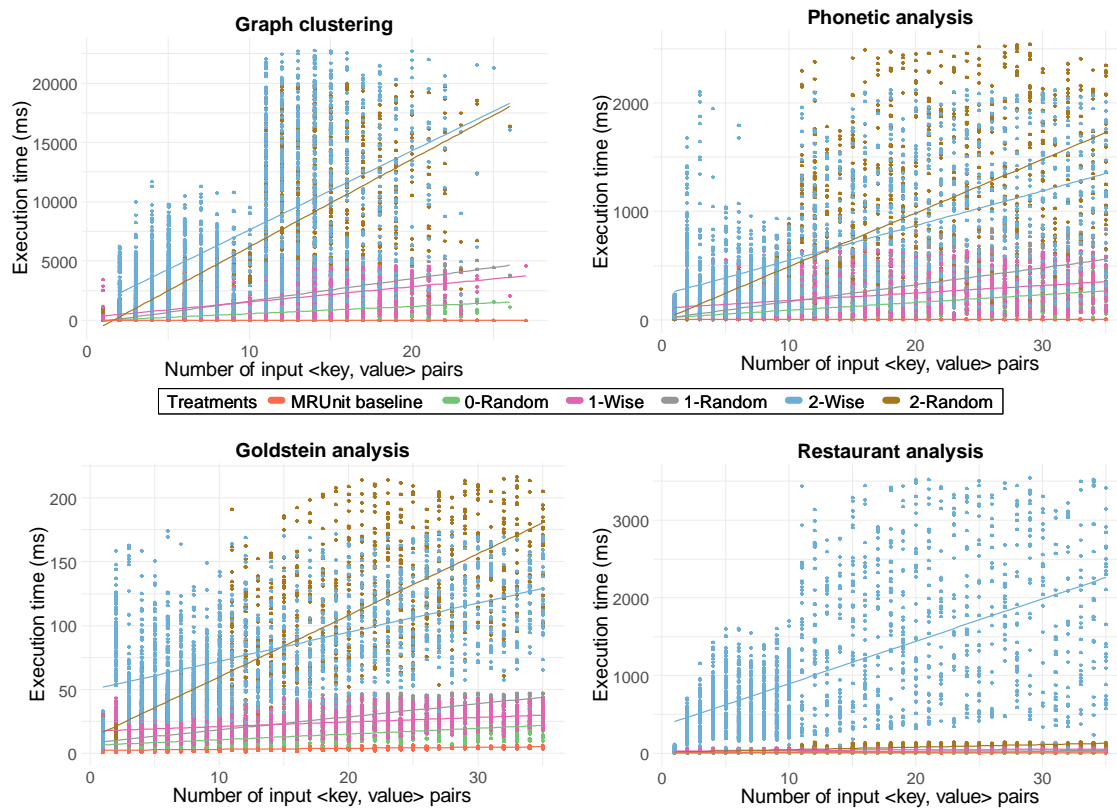 Graph clustering
Execution time (ms)
20000
15000
10000
5000
0
0 10 20
Number of input <key, value> pairs
Phonetic analysis
Execution time (ms)
2000
1000
0
0 10 20 30
Number of input <key, value> pairs
Treatments MRUnit baseline 0-Random 1-Wise 1-Random 2-Wise 2-Random
Goldstein analysis
Execution time (ms)
200
150
100
50
0
0 10 20 30
Number of input <key, value> pairs
Restaurant analysis
Execution time (ms)
3000
2000
1000
0
0 10 20 30
Number of input <key, value> pairs